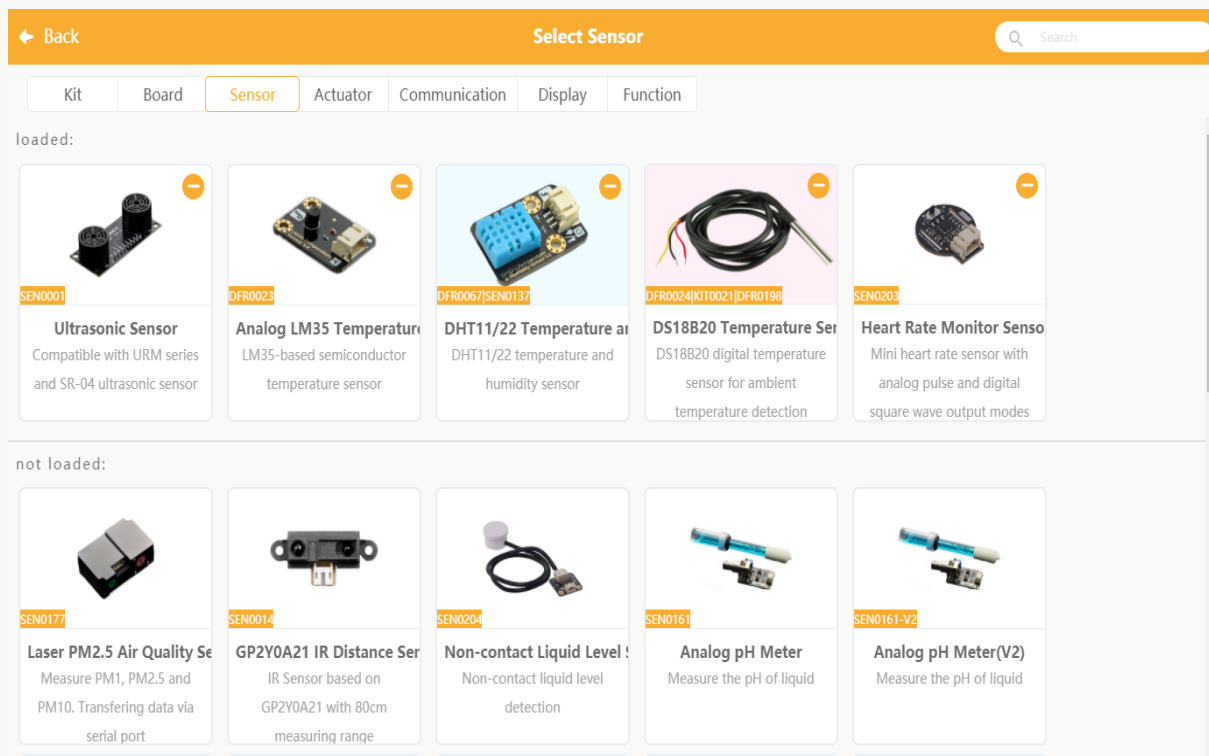 Back
Select Sensor
Search
Kit
Board
Sensor
Actuator
Communication
Display
Function
loaded:
SEN0001
Ultrasonic Sensor
Compatible with URM series
and SR-04 ultrasonic sensor
DFR0023
Analog LM35 Temperature
LM35-based semiconductor
temperature sensor
DFR0067|SEN0137
DHT11/22 Temperature ar
DHT11/22 temperature and
humidity sensor
DFR0024|KIT0021|DFR0198
DS18B20 Temperature Ser
DS18B20 digital temperature
sensor for ambient
temperature detection
SEN0203
Heart Rate Monitor Senso
Mini heart rate sensor with
analog pulse and digital
square wave output modes
not loaded:
SEN0177
Laser PM2.5 Air Quality Se
Measure PM1, PM2.5 and
PM10. Transfering data via
serial port
SEN0014
GP2Y0A21 IR Distance Ser
IR Sensor based on
GP2Y0A21 with 80cm
measuring range
SEN0204
Non-contact Liquid Level
Non-contact liquid level
detection
SEN0161
Analog pH Meter
Measure the pH of liquid
SEN0161-V2
Analog pH Meter(V2)
Measure the pH of liquid